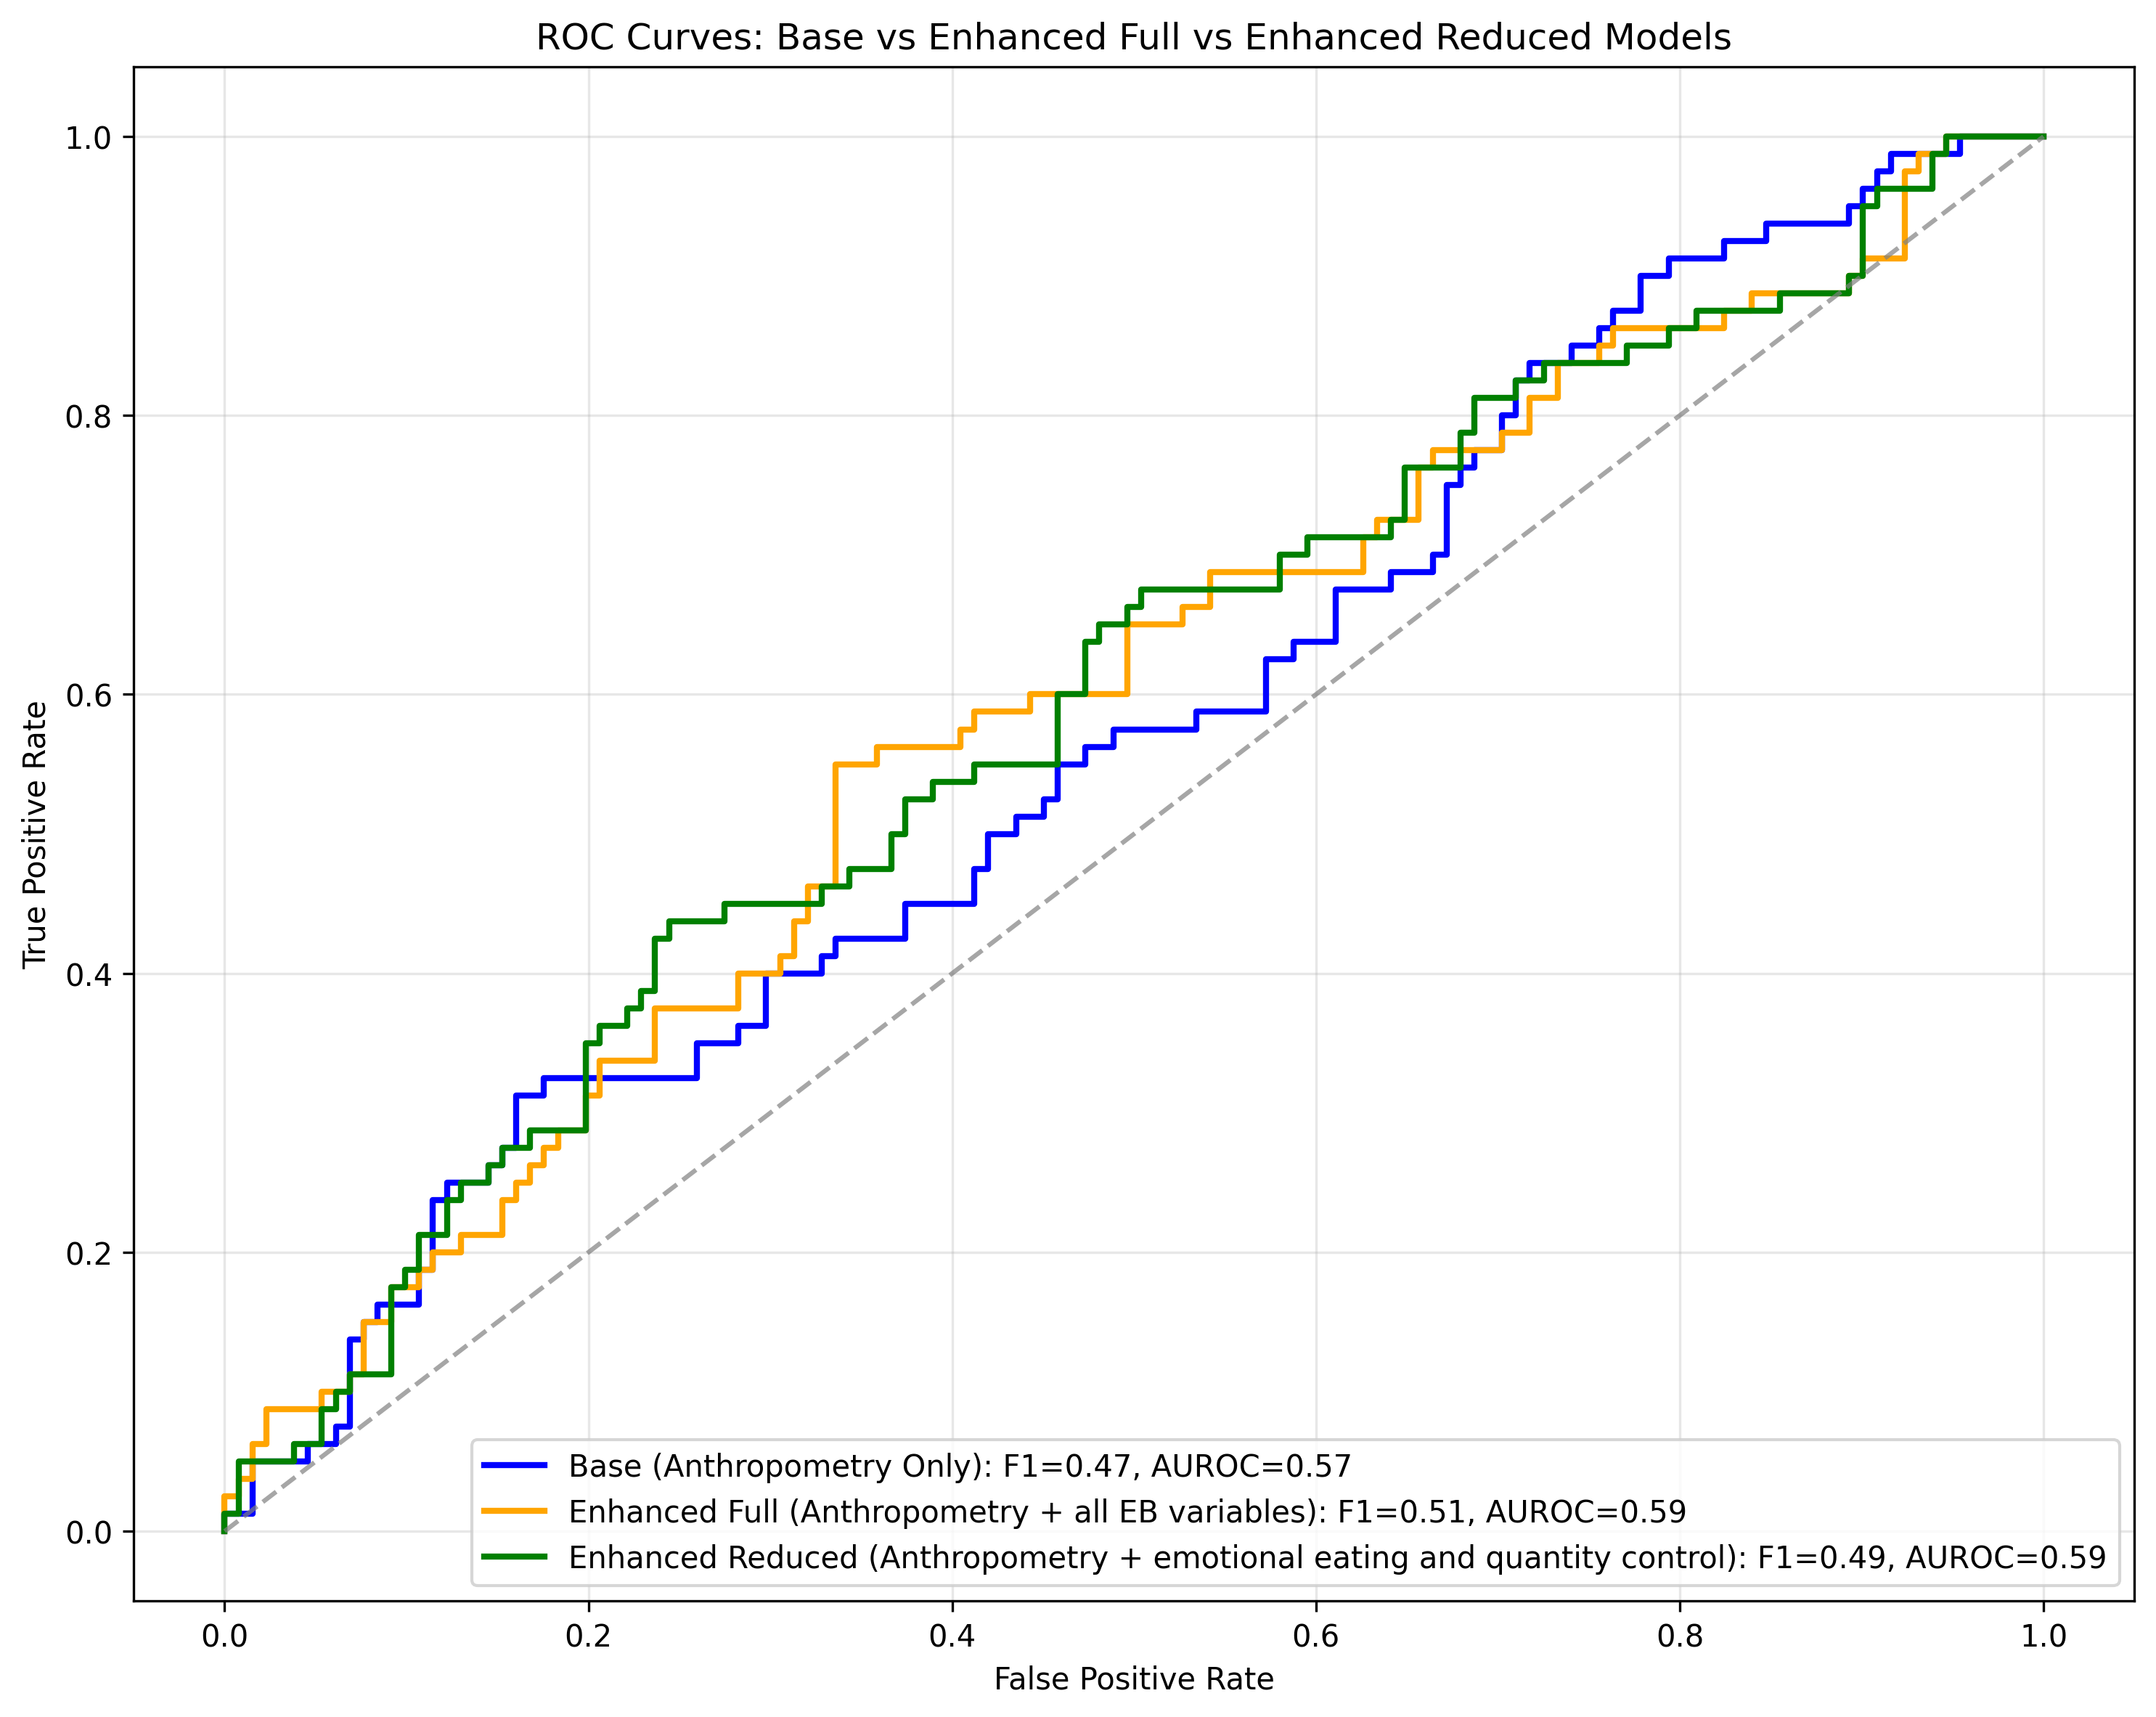 ROC Curves: Base vs Enhanced Full vs Enhanced Reduced Models
1.0
0.8
0.6
0.4
0.2
0.0
True Positive Rate
Base (Anthropometry Only): F1=0.47, AUROC=0.57
Enhanced Full (Anthropometry + all EB variables): F1=0.51, AUROC=0.59
Enhanced Reduced (Anthropometry + emotional eating and quantity control): F1=0.49, AUROC=0.59
0.0 0.2 0.4 0.6 0.8 1.0
False Positive Rate